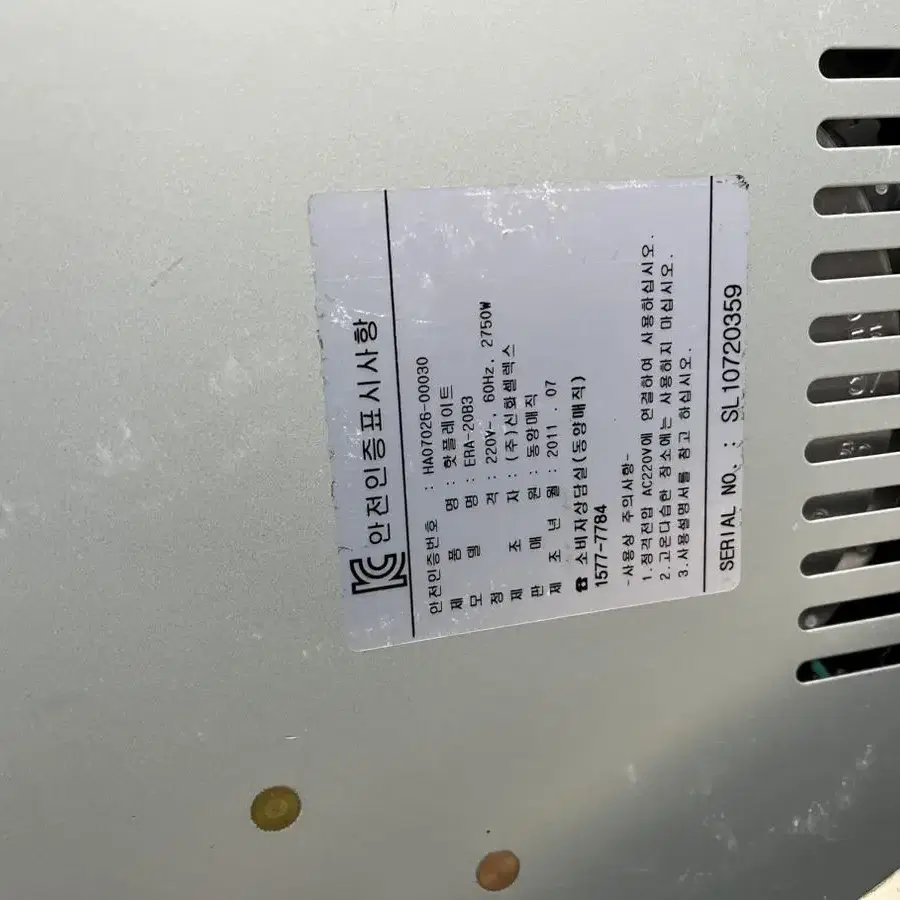 안전인증표시사항
안전인증번호 : HA07026-00030
제 품 명 : 핫플레이트
모 델 명 : ERA-20B3
정 격 : 220V~, 60Hz, 2750W
제 조 자 : (주)신화셀렉스
판 매 원 : 동양매직
제 조 년 월 : 2011. 07
☎ 소비자상담실(동양매직)
1577-7784
-사용상 주의사항-
1.정격전압 AC220V에 연결하여 사용하십시오.
2.고온다습한 장소에는 사용하지 마십시오.
3.사용설명서를 참고 하십시오.
SERIAL NO. : SL10720359